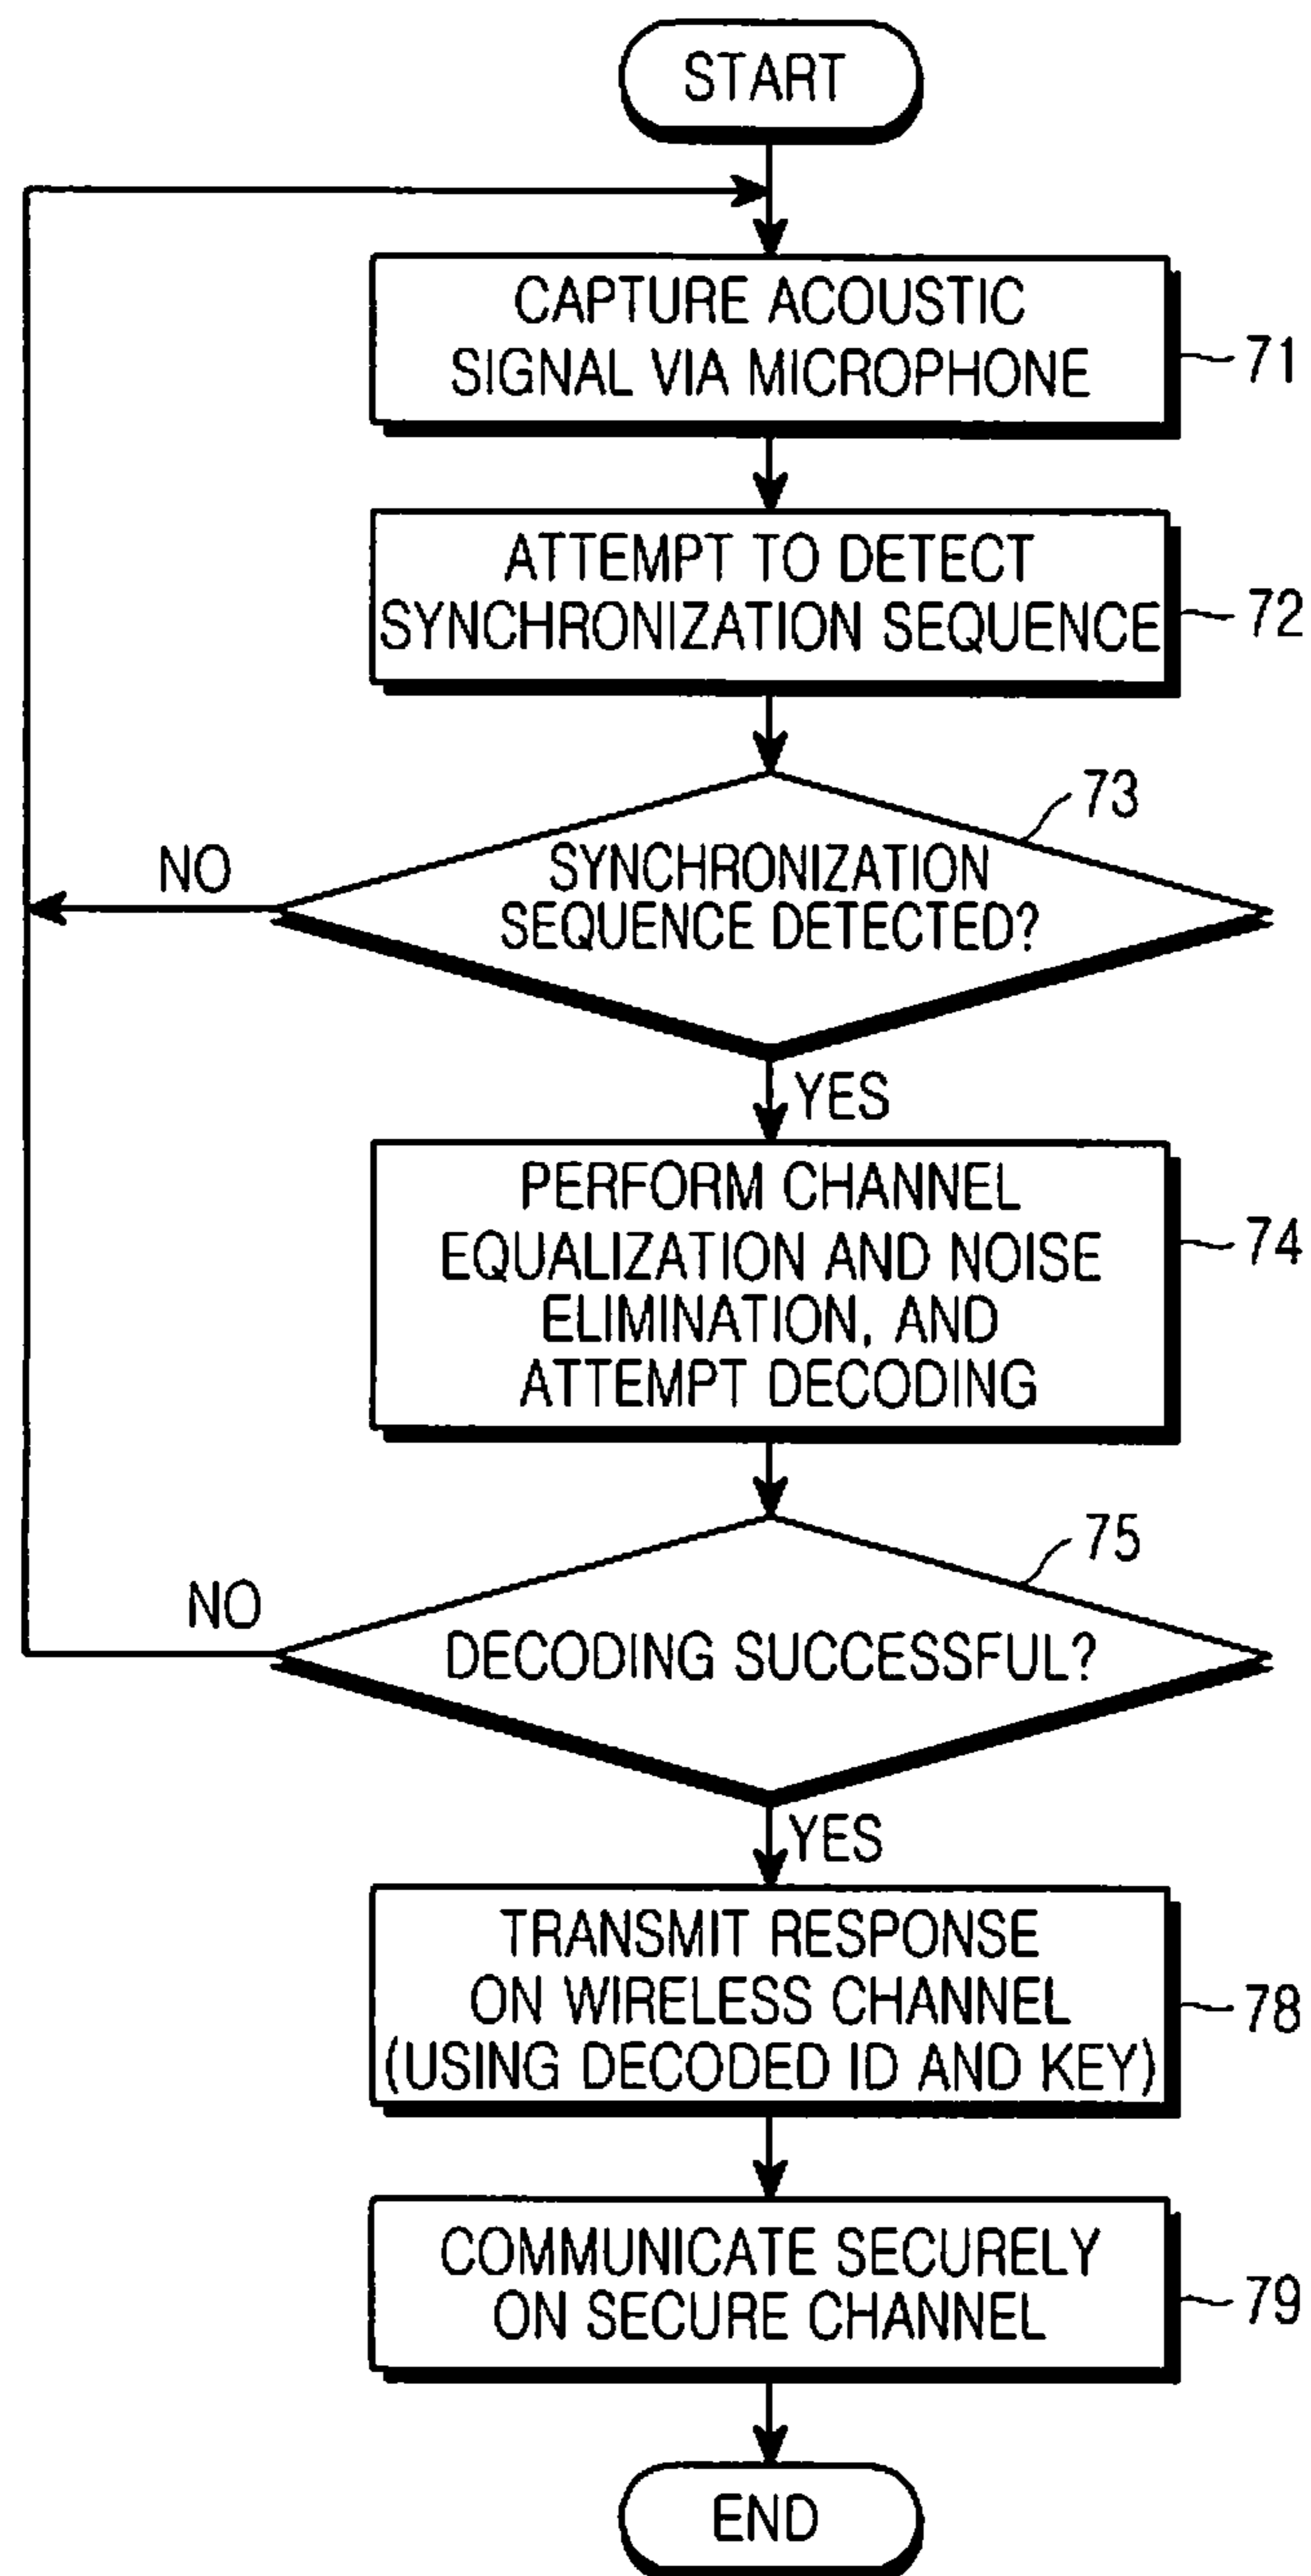 START
CAPTURE ACOUSTIC
SIGNAL VIA MICROPHONE
71
ATTEMPT TO DETECT
SYNCHRONIZATION SEQUENCE
72
73
SYNCHRONIZATION
SEQUENCE DETECTED?
NO
YES
PERFORM CHANNEL
EQUALIZATION AND NOISE
ELIMINATION, AND
ATTEMPT DECODING
74
75
DECODING SUCCESSFUL?
NO
YES
TRANSMIT RESPONSE
ON WIRELESS CHANNEL
(USING DECODED ID AND KEY)
78
COMMUNICATE SECURELY
ON SECURE CHANNEL
79
END